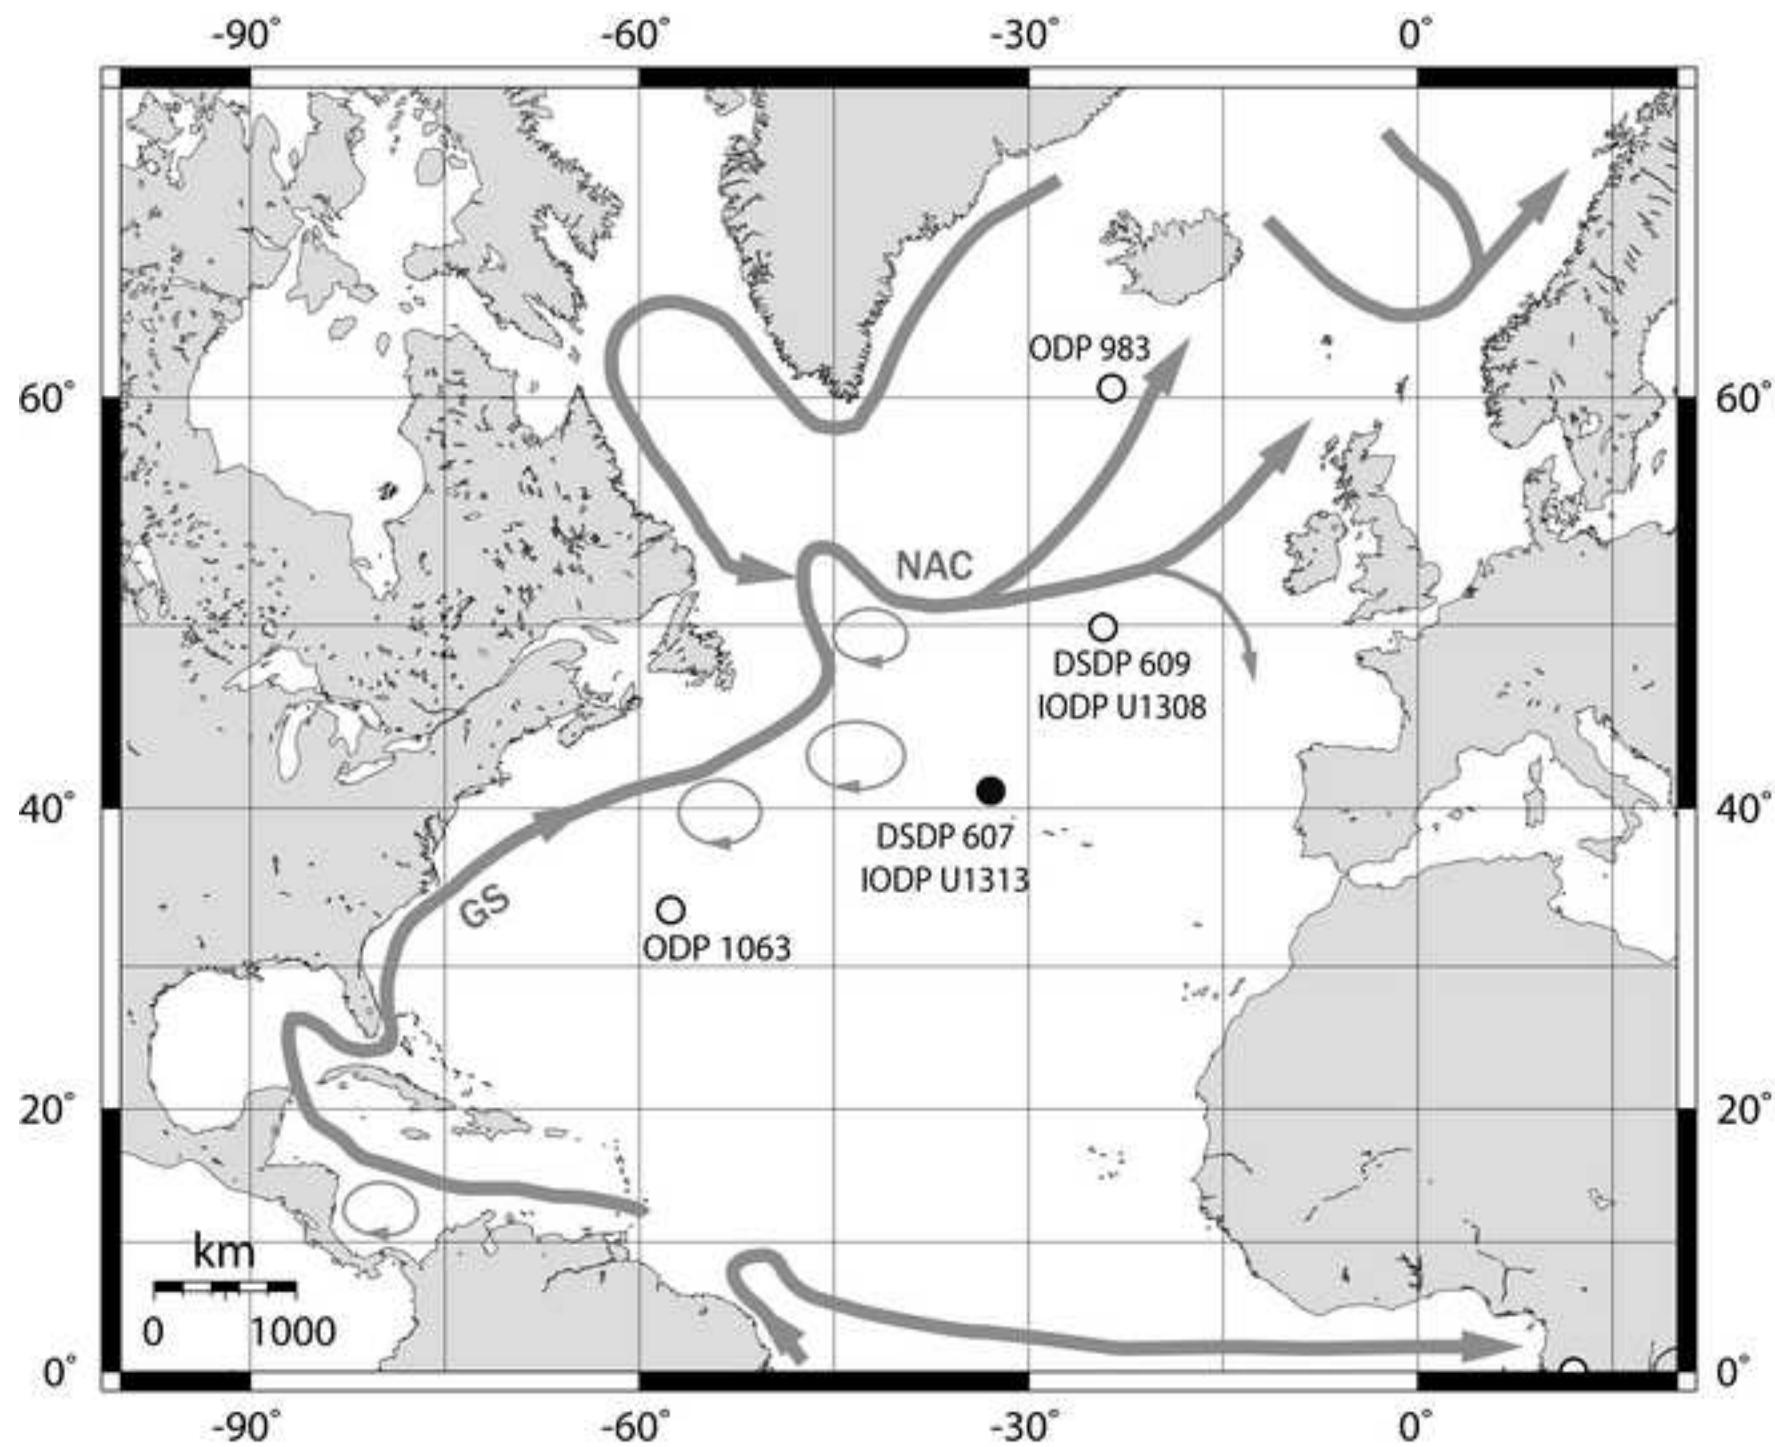 -90° -60° -30° 0°
ODP 983
60° 60°
NAC
DSDP 609
IODP U1308
40° 40°
DSDP 607
IODP U1313
GS
ODP 1063
20° 20°
km
0 1000
0° 0°
-90° -60° -30° 0°